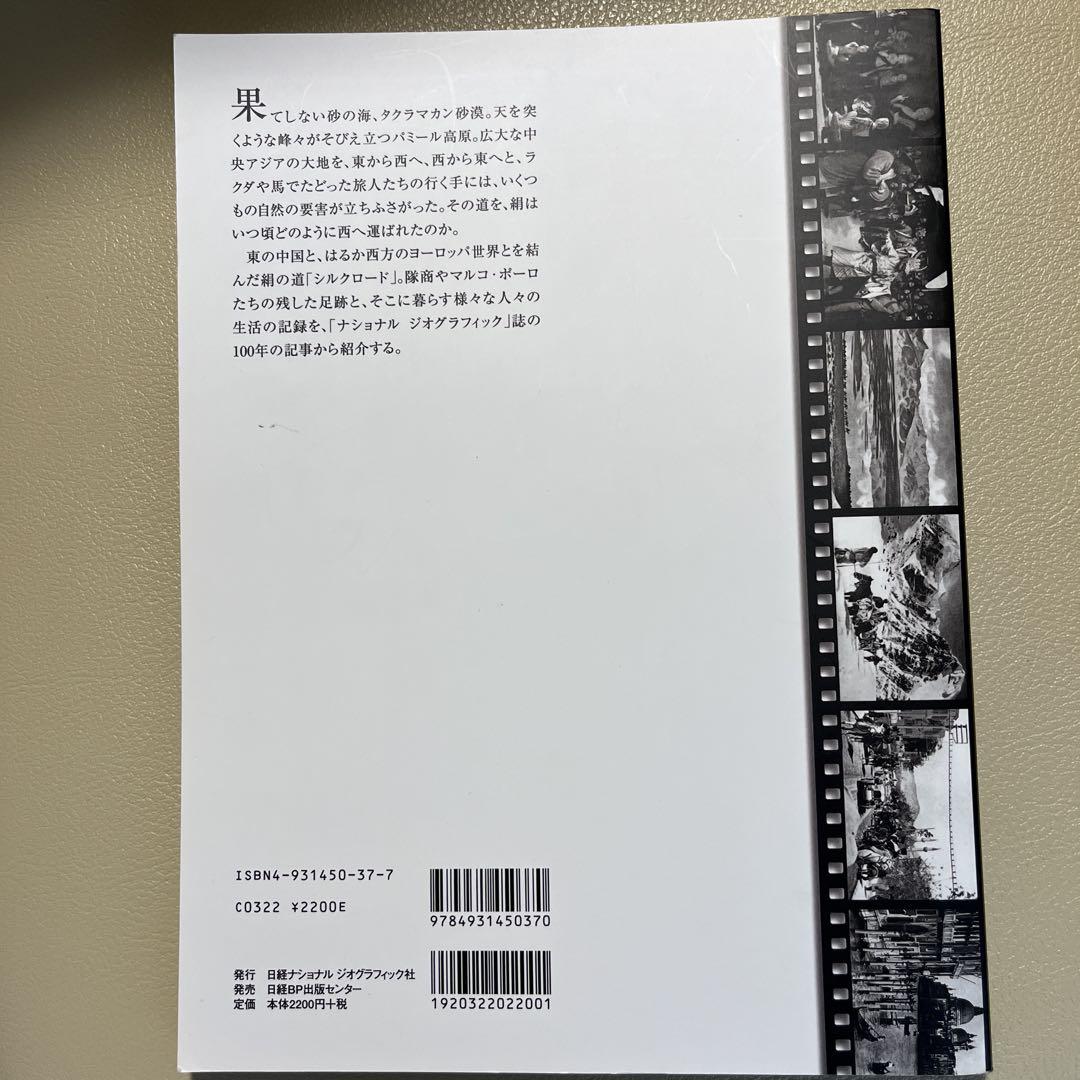 果てしない砂の海、タクラマカン砂漠。天を突
くような峰々がそびえ立つパミール高原。広大な中
央アジアの大地を、東から西へ、西から東へと、ラ
クダや馬でたどった旅人たちの行く手には、いくつ
もの自然の要害が立ちふさがった。その道を、絹は
いつ頃どのように西へ運ばれたのか。
東の中国と、はるか西方のヨーロッパ世界とを結
んだ絹の道「シルクロード」。隊商やマルコ・ポーロ
たちの残した足跡と、そこに暮らす様々な人々の
生活の記録を、「ナショナル ジオグラフィック」誌の
100年の記事から紹介する。
ISBN4-931450-37-7
C0322 ¥2200E
9784931450370
発行 日経ナショナル ジオグラフィック社
発売 日経BP出版センター
定価 本体2200円+税
1920322022001